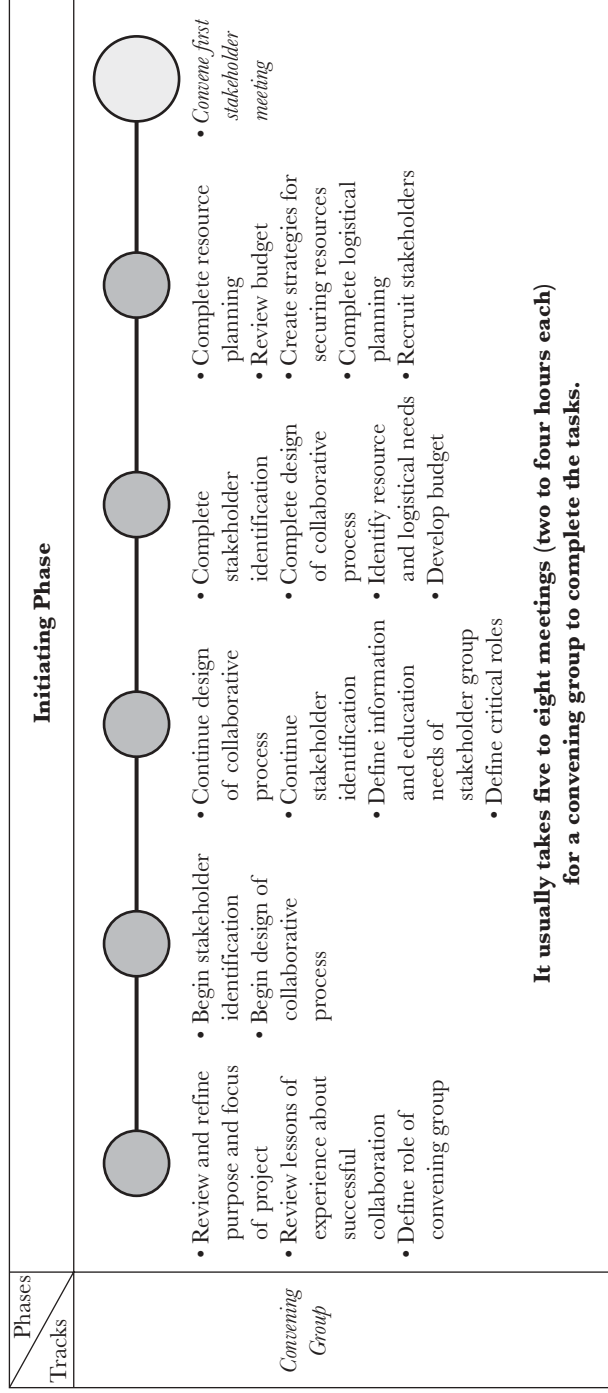 Phases
Tracks
Initiating Phase
Convening
Group
• Review and refine
purpose and focus
of project
• Review lessons of
experience about
successful
collaboration
• Define role of
convening group
• Begin stakeholder
identification
• Begin design of
collaborative
process
• Continue design
of collaborative
process
• Continue
stakeholder
identification
• Define information
and education
needs of
stakeholder group
• Define critical roles
• Complete
stakeholder
identification
• Complete design
of collaborative
process
• Identify resource
and logistical needs
• Develop budget
• Complete resource
planning
• Review budget
• Create strategies for
securing resources
• Complete logistical
planning
• Recruit stakeholders
• Convene first
stakeholder
meeting
It usually takes five to eight meetings (two to four hours each)
for a convening group to complete the tasks.